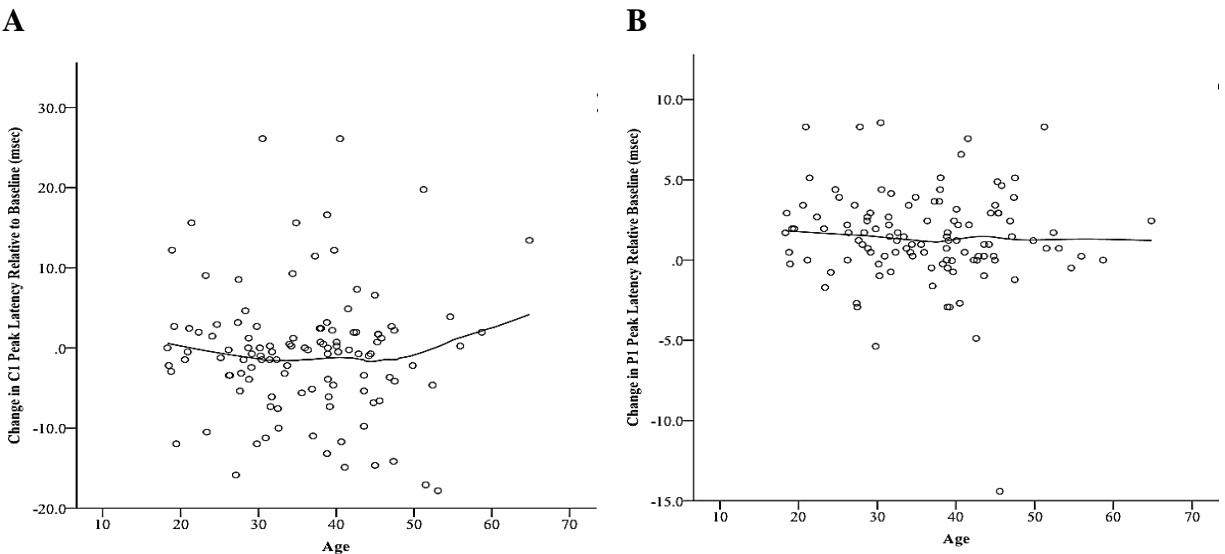 A
Change in C1 Peak Latency Relative to Baseline (msec)
30.0
20.0
10.0
.0
-10.0
-20.0
10 20 30 40 50 60 70
Age
B
Change in P1 Peak Latency Relative to Baseline (msec)
10.0
5.0
.0
-5.0
-10.0
-15.0
10 20 30 40 50 60 70
Age